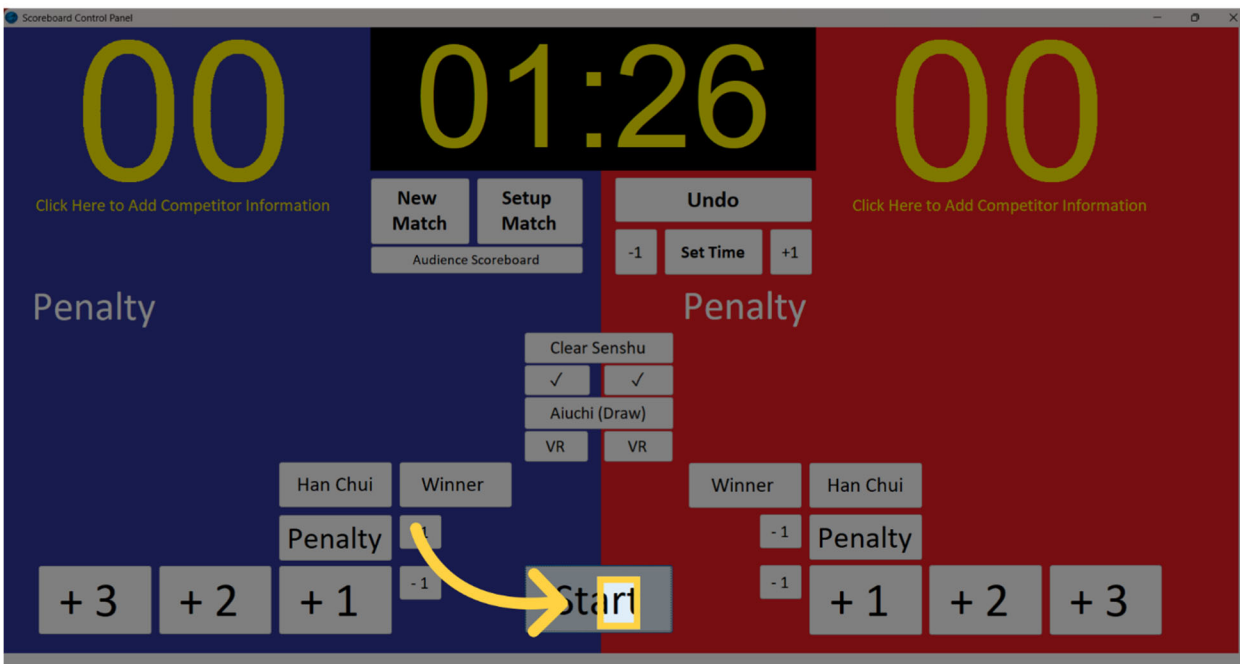 Scoreboard Control Panel
00
01:26
00
Click Here to Add Competitor Information
New Match
Setup Match
Undo
Click Here to Add Competitor Information
Audience Scoreboard
-1
Set Time
+1
Penalty
Penalty
Clear Senshu
✓
✓
Aiuchi (Draw)
VR
VR
Han Chui
Winner
Winner
Han Chui
Penalty
- 1
Penalty
+ 3
+ 2
+ 1
- 1
Start
- 1
+ 1
+ 2
+ 3